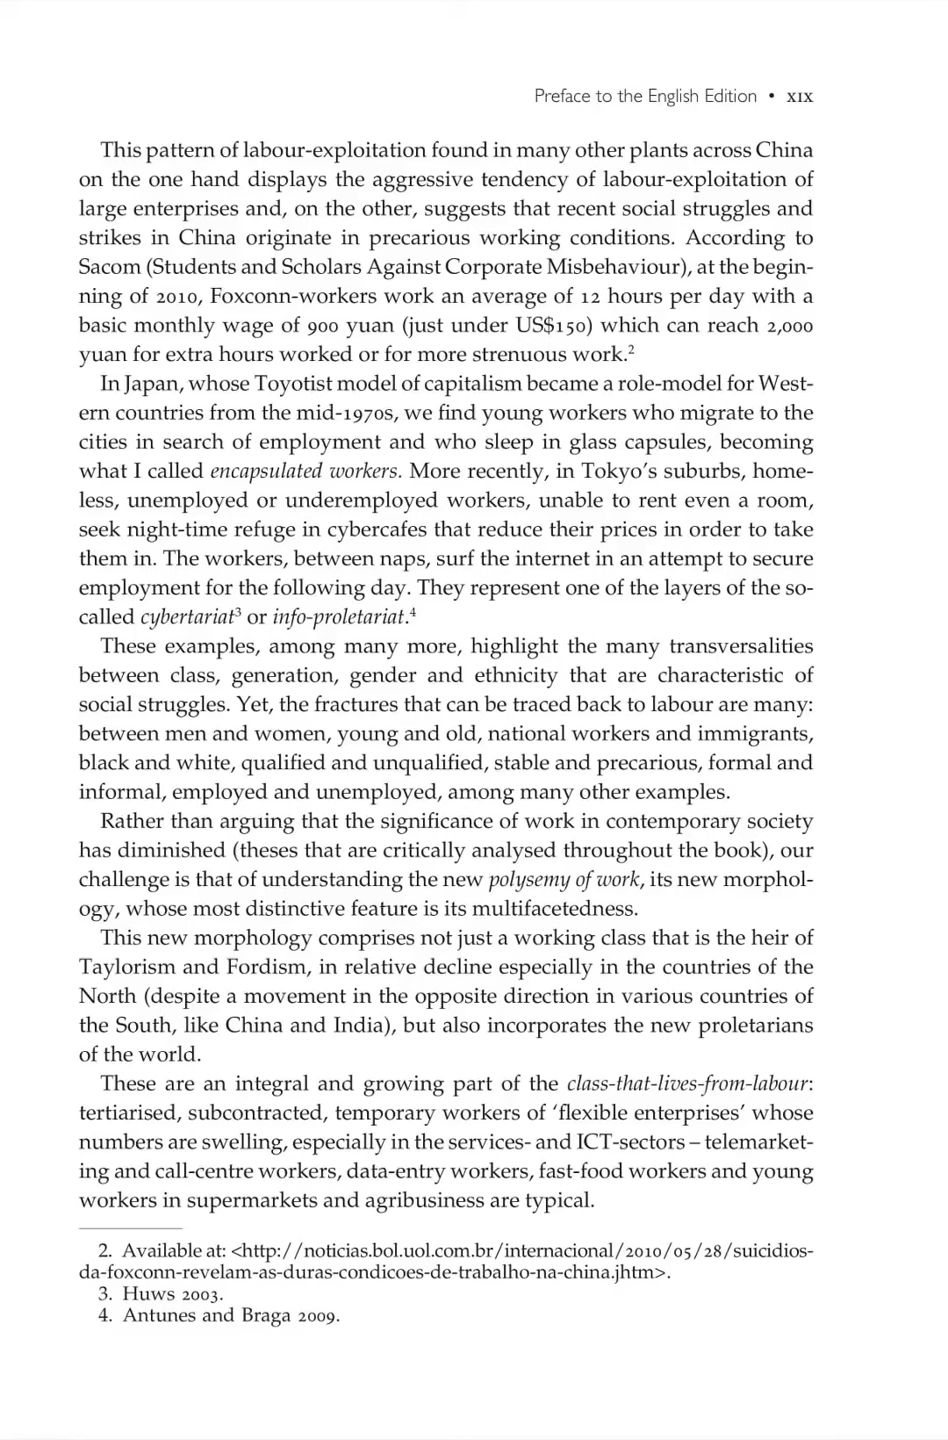 Preface to the English Edition • XIX
This pattern of labour-exploitation found in many other plants across China
on the one hand displays the aggressive tendency of labour-exploitation of
large enterprises and, on the other, suggests that recent social struggles and
strikes in China originate in precarious working conditions. According to
Sacom (Students and Scholars Against Corporate Misbehaviour), at the begin-
ning of 2010, Foxconn-workers work an average of 12 hours per day with a
basic monthly wage of 900 yuan (just under US$150) which can reach 2,000
yuan for extra hours worked or for more strenuous work.2
In Japan, whose Toyotist model of capitalism became a role-model for West-
ern countries from the mid-1970s, we find young workers who migrate to the
cities in search of employment and who sleep in glass capsules, becoming
what I called encapsulated workers. More recently, in Tokyo's suburbs, home-
less, unemployed or underemployed workers, unable to rent even a room,
seek night-time refuge in cybercafes that reduce their prices in order to take
them in. The workers, between naps, surf the internet in an attempt to secure
employment for the following day. They represent one of the layers of the so-
called cybertariat3 or info-proletariat.4
These examples, among many more, highlight the many transversalities
between class, generation, gender and ethnicity that are characteristic of
social struggles. Yet, the fractures that can be traced back to labour are many:
between men and women, young and old, national workers and immigrants,
black and white, qualified and unqualified, stable and precarious, formal and
informal, employed and unemployed, among many other examples.
Rather than arguing that the significance of work in contemporary society
has diminished (theses that are critically analysed throughout the book), our
challenge is that of understanding the new polysemy of work, its new morphol-
ogy, whose most distinctive feature is its multifacetedness.
This new morphology comprises not just a working class that is the heir of
Taylorism and Fordism, in relative decline especially in the countries of the
North (despite a movement in the opposite direction in various countries of
the South, like China and India), but also incorporates the new proletarians
of the world.
These are an integral and growing part of the class-that-lives-from-labour:
tertiarised, subcontracted, temporary workers of 'flexible enterprises' whose
numbers are swelling, especially in the services- and ICT-sectors – telemarket-
ing and call-centre workers, data-entry workers, fast-food workers and young
workers in supermarkets and agribusiness are typical.
2. Available at: <http://noticias.bol.uol.com.br/internacional/2010/05/28/suicidios-
da-foxconn-revelam-as-duras-condicoes-de-trabalho-na-china.jhtm>.
3. Huws 2003.
4. Antunes and Braga 2009.